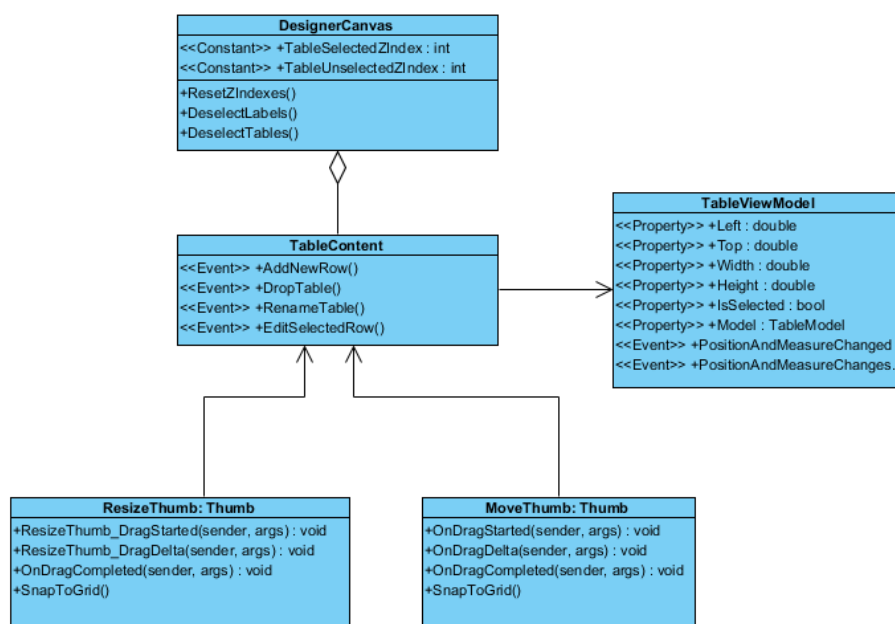 DesignerCanvas
<<Constant>> +TableSelectedZIndex : int
<<Constant>> +TableUnselectedZIndex : int
+ResetZIndexes()
+DeselectLabels()
+DeselectTables()
TableViewModel
<<Property>> +Left : double
<<Property>> +Top : double
<<Property>> +Width : double
<<Property>> +Height : double
<<Property>> +IsSelected : bool
<<Property>> +Model : TableModel
<<Event>> +PositionAndMeasureChanged
<<Event>> +PositionAndMeasureChanges.
TableContent
<<Event>> +AddNewRow()
<<Event>> +DropTable()
<<Event>> +RenameTable()
<<Event>> +EditSelectedRow()
ResizeThumb: Thumb
+ResizeThumb_DragStarted(sender, args) : void
+ResizeThumb_DragDelta(sender, args) : void
+OnDragCompleted(sender, args) : void
+SnapToGrid()
MoveThumb: Thumb
+OnDragStarted(sender, args) : void
+OnDragDelta(sender, args) : void
+OnDragCompleted(sender, args) : void
+SnapToGrid()